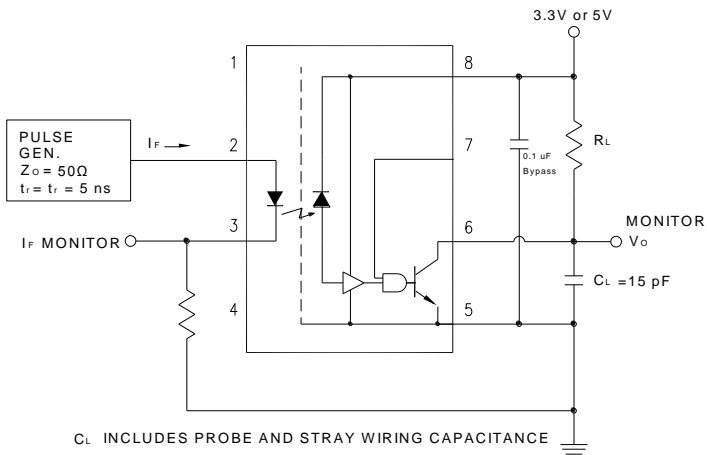 3.3V or 5V
1
8
PULSE
GEN.
ZO = 50Ω
tr = tr = 5 ns
IF
2
7
0.1 uF
Bypass
RL
IF MONITOR
3
6
MONITOR
VO
4
5
CL =15 pF
CL INCLUDES PROBE AND STRAY WIRING CAPACITANCE